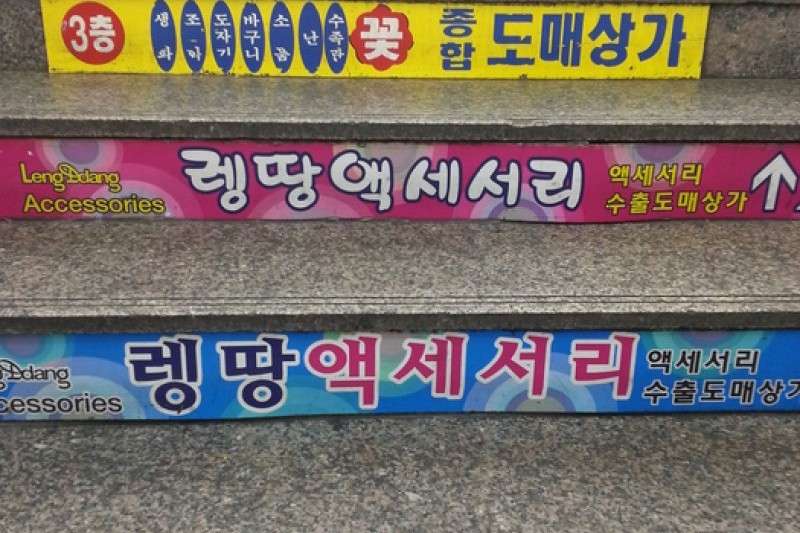 3층 생화 조화 도자기 바구니 소품 난 수족관 꽃 종합 도매상가
LengDdang 렝땅액세서리 액세서리
Accessories 수출도매상가
dang 렝땅액세서리 액세서리
cessories 수출도매상가